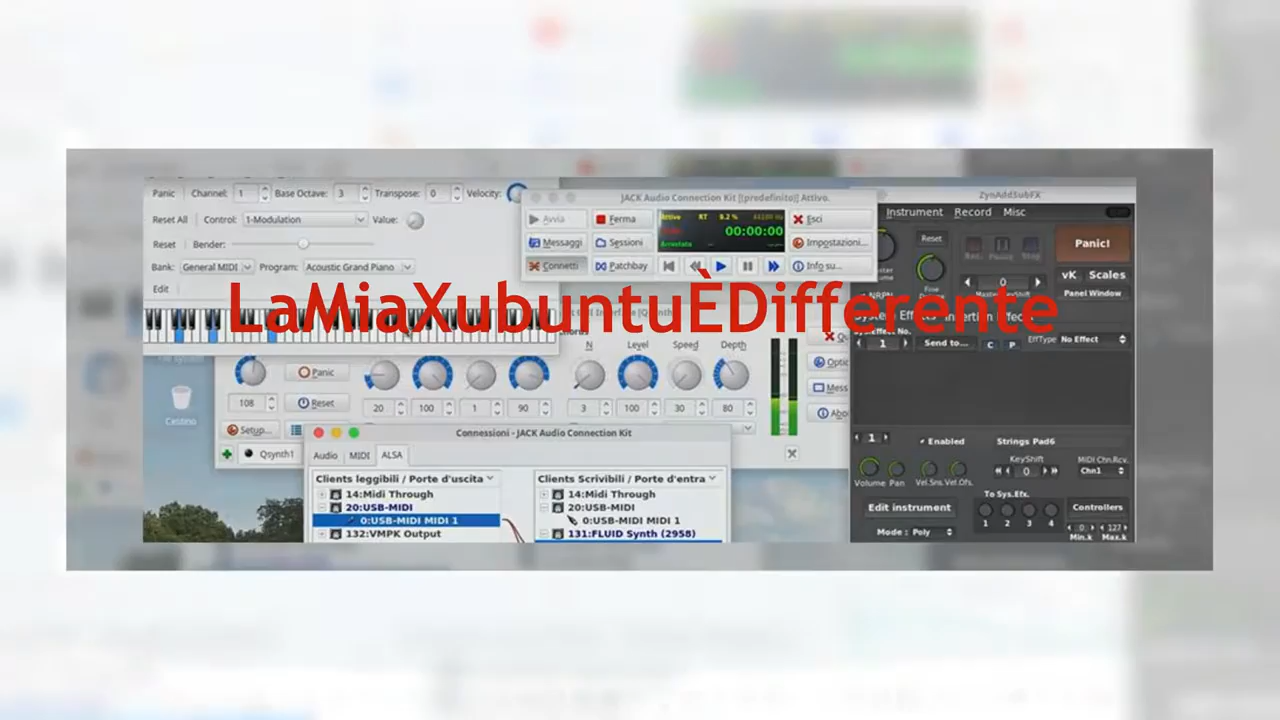 Panic Channel: 1 Base Octave: 3 Transpose: 0 Velocity:
Reset All Control: 1-Modulation Value:
Reset Bender:
Bank: General MIDI Program: Acoustic Grand Piano
Edit
JACK Audio Connection Kit [(predefinito)] Attivo.
Avvia Ferma Attivo RT 9.2 % 44100 Hz Esci
00:00:00
Messaggi Sessioni Arrestato Impostazioni...
Connetti Patchbay Info su...
ZynAddSubFX
Instrument Record Misc
Reset Panic!
0 vK Scales
Panel Window
LaMiaXubuntuÈDifferente
1 Send to... C P EffType No Effect
N Level Speed Depth
Panic
108 Reset 20 100 1 90 3 100 30 80
Setup...
Qsynth1
Cestino
Connessioni - JACK Audio Connection Kit
Audio MIDI ALSA
Clients leggibili / Porte d'uscita Clients Scrivibili / Porte d'entra
14:Midi Through 14:Midi Through
20:USB-MIDI 20:USB-MIDI
0:USB-MIDI MIDI 1 0:USB-MIDI MIDI 1
132:VMPK Output 131:FLUID Synth (2958)
1 Enabled Strings Pad6
KeyShift MIDI Chn.Rcv.
0 Chn1
Volume Pan Vel.Sns. Vel.Ofs.
To Sys.Efx.
Edit instrument 1 2 3 4 Controllers
Mode : Poly 0 127
Min.k Max.k